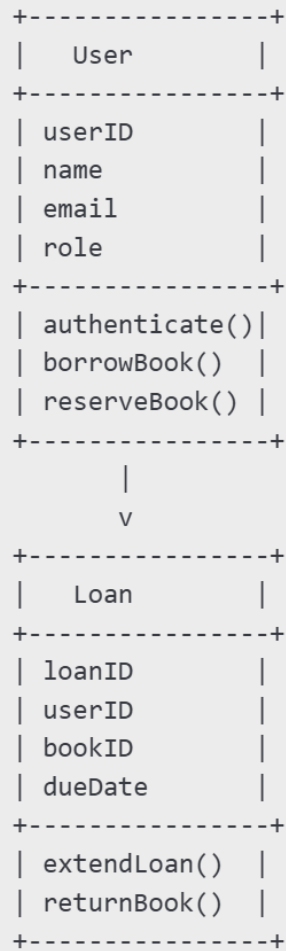 +----------------+
|   User         |
+----------------+
| userID         |
| name           |
| email          |
| role           |
+----------------+
| authenticate()|
| borrowBook()   |
| reserveBook()  |
+----------------+
       |
       v
+----------------+
|   Loan         |
+----------------+
| loanID         |
| userID         |
| bookID         |
| dueDate        |
+----------------+
| extendLoan()   |
| returnBook()   |
+----------------+